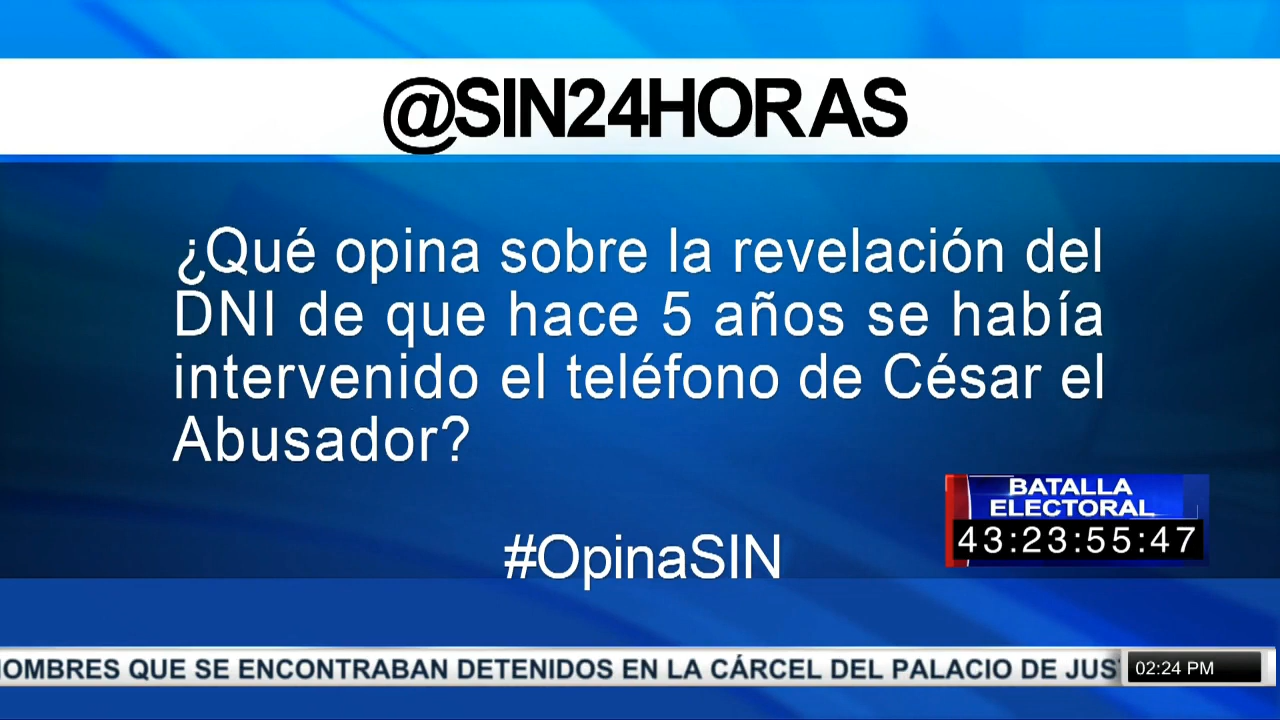 @SIN24HORAS
¿Qué opina sobre la revelación del
DNI de que hace 5 años se había
intervenido el teléfono de César el
Abusador?
BATALLA
ELECTORAL
43:23:55:47
#OpinaSIN
QUE SE ENCONTRABAN DETENIDOS EN LA CÁRCEL DEL PALACIO DE
02:24 PM